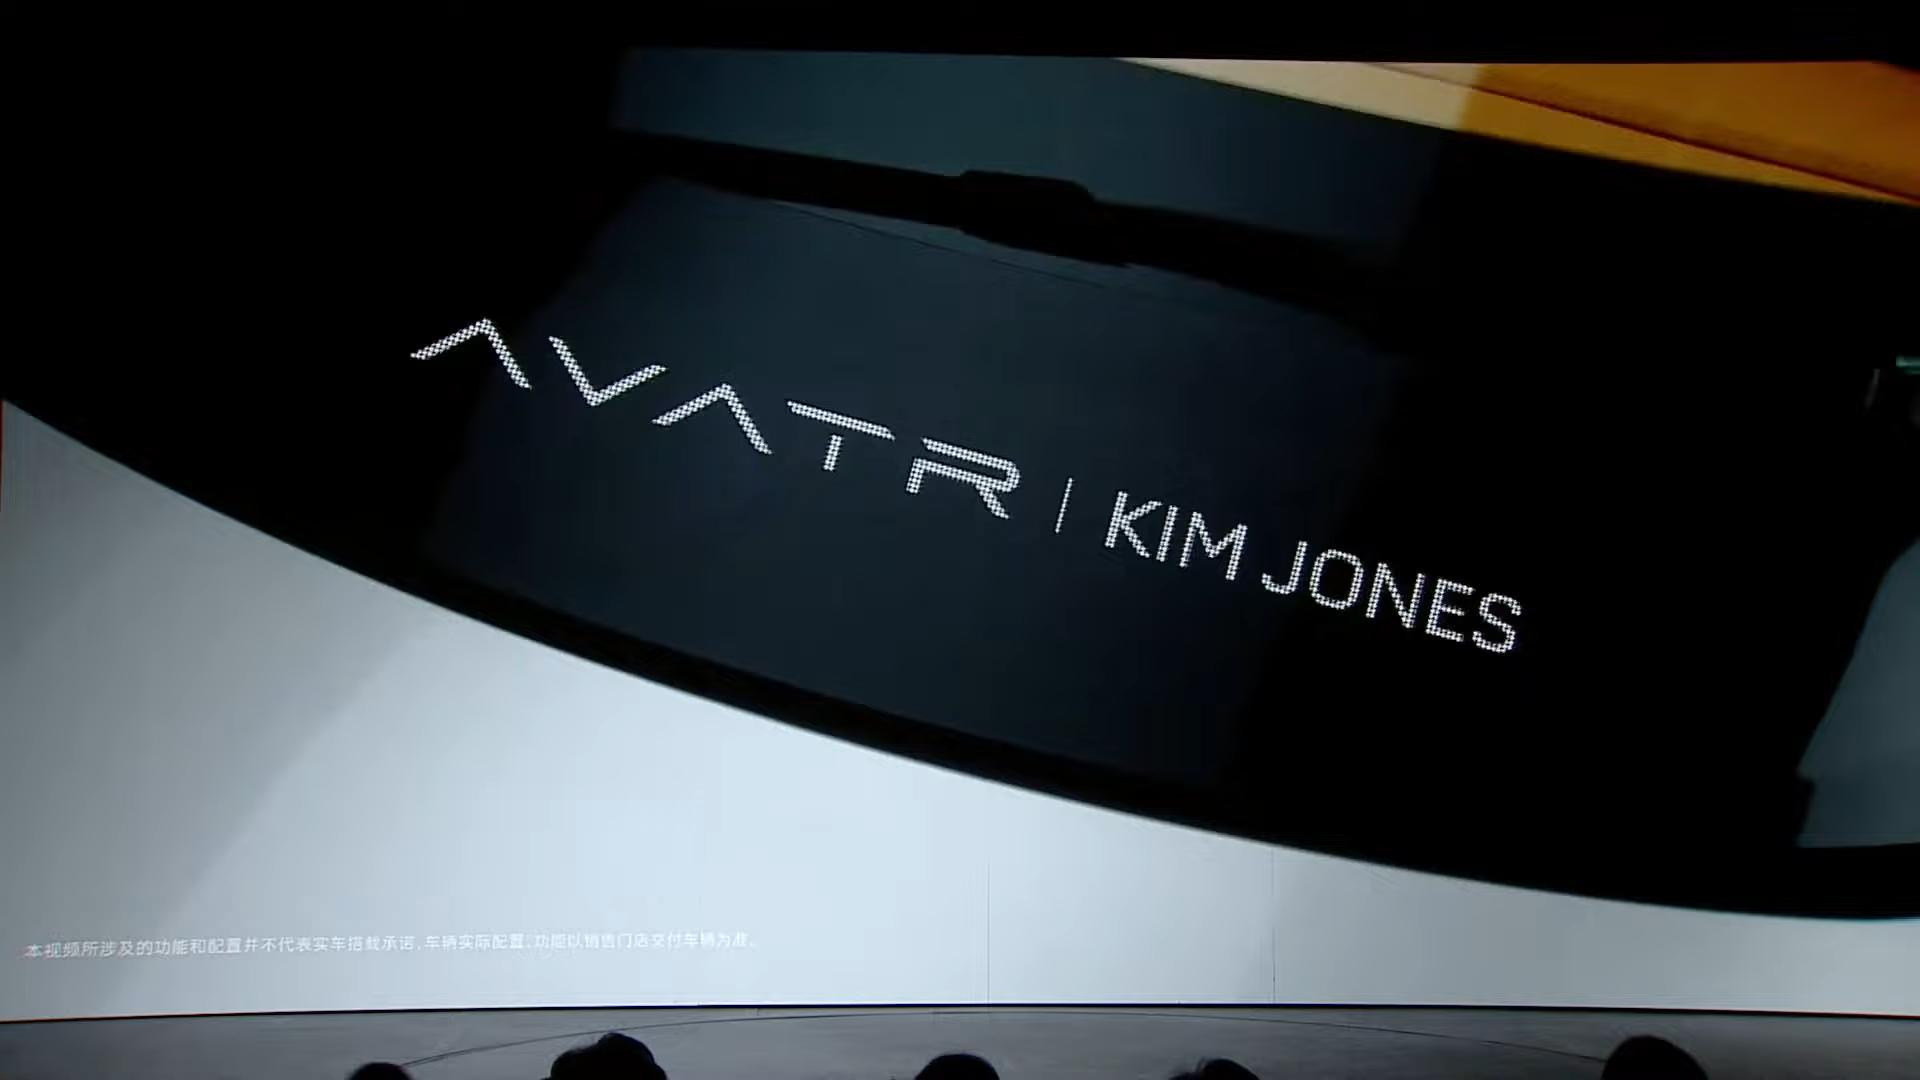 AVATR | KIM JONES
本视频所涉及的功能和配置并不代表实车搭载承诺,车辆实际配置、功能以销售门店交付车辆为准。